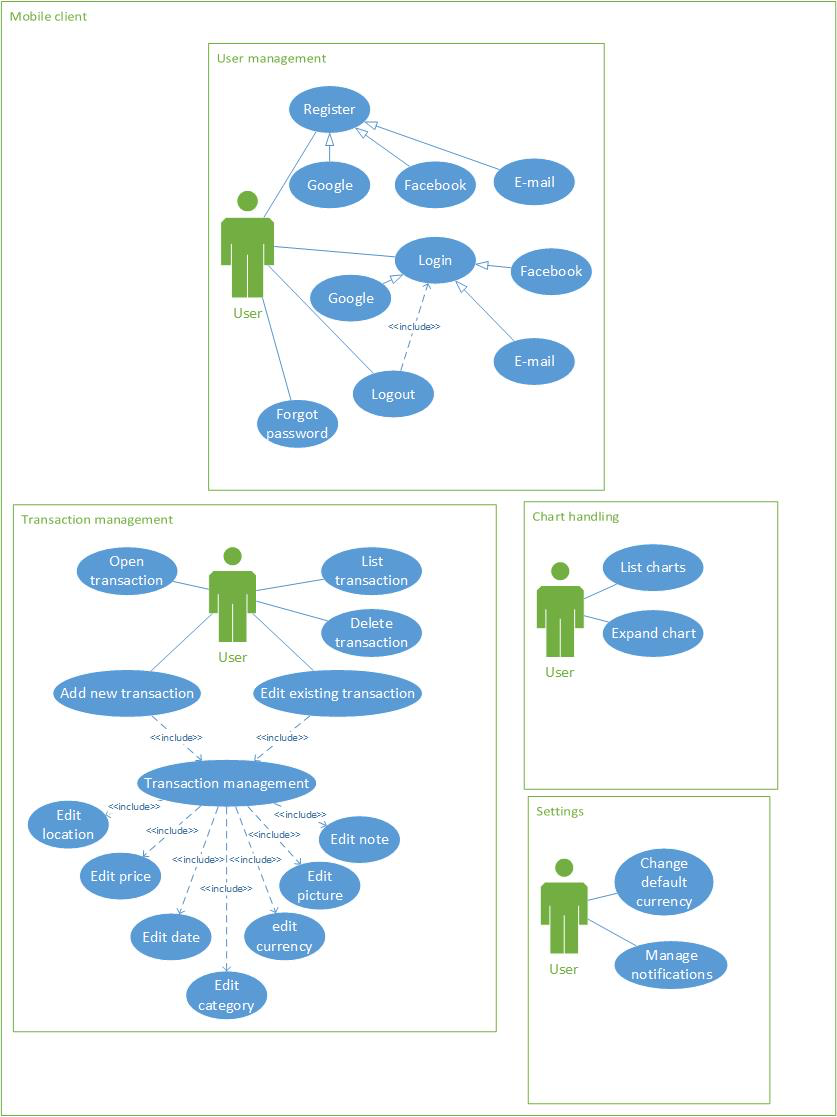 Mobile client
User management
Register
Google
Facebook
E-mail
User
Login
Facebook
Google
<<include>>
E-mail
Logout
Forgot
password
Transaction management
Open
transaction
List
transaction
Delete
transaction
User
Add new transaction
Edit existing transaction
<<include>>
<<include>>
Transaction management
<<include>>
<<include>>
<<include>>
<<include>>
<<include>>
<<include>>
<<include>>
Edit
location
Edit note
Edit price
Edit
picture
Edit date
edit
currency
Edit
category
Chart handling
List charts
Expand chart
User
Settings
Change
default
currency
Manage
notifications
User